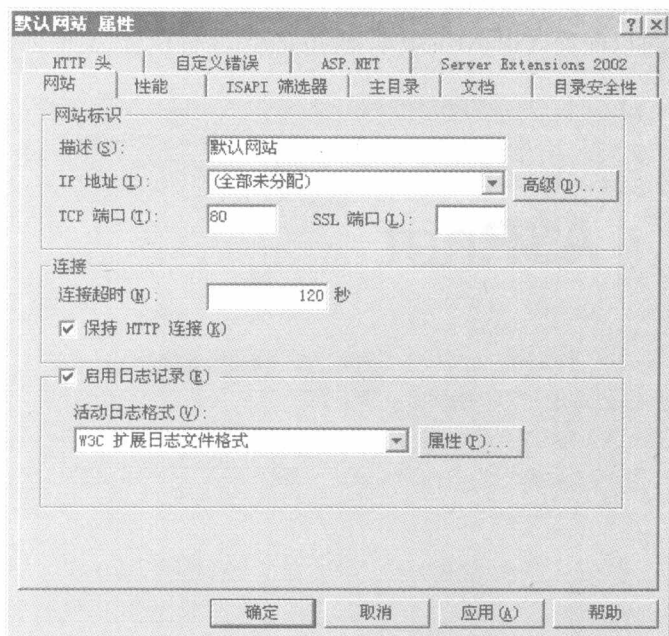 默认网站 属性
HTTP 头 自定义错误 ASP.NET Server Extensions 2002
网站 性能 ISAPI 筛选器 主目录 文档 目录安全性
网站标识
描述(S): 默认网站
IP 地址(I): (全部未分配) 高级(D)...
TCP 端口(T): 80 SSL 端口(L):
连接
连接超时(N): 120 秒
保持 HTTP 连接(K)
启用日志记录(E)
活动日志格式(V):
W3C 扩展日志文件格式 属性(P)...
确定 取消 应用(A) 帮助